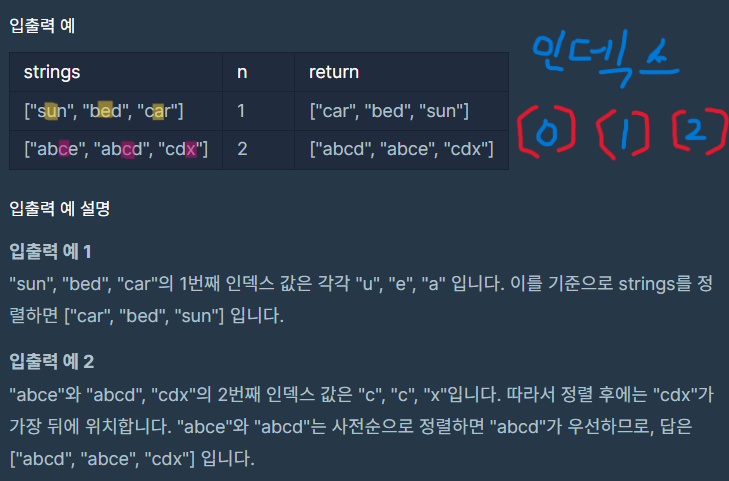 입출력 예
인덱스
strings n return
["sun", "bed", "car"] 1 ["car", "bed", "sun"]
[0] [1] [2]
["abce", "abcd", "cdx"] 2 ["abcd", "abce", "cdx"]
입출력 예 설명
입출력 예 1
"sun", "bed", "car"의 1번째 인덱스 값은 각각 "u", "e", "a" 입니다. 이를 기준으로 strings를 정
렬하면 ["car", "bed", "sun"] 입니다.
입출력 예 2
"abce"와 "abcd", "cdx"의 2번째 인덱스 값은 "c", "c", "x"입니다. 따라서 정렬 후에는 "cdx"가
가장 뒤에 위치합니다. "abce"와 "abcd"는 사전순으로 정렬하면 "abcd"가 우선하므로, 답은
["abcd", "abce", "cdx"] 입니다.